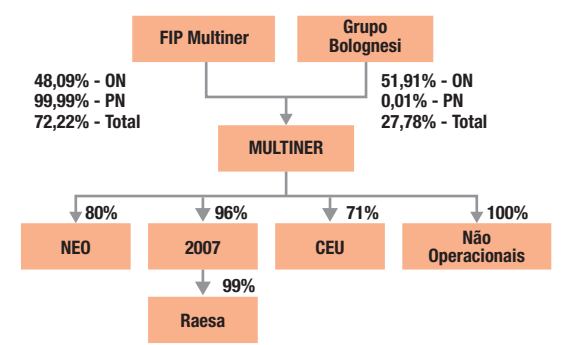 FIP Multiner
Grupo
Bolognesi
48,09% - ON
99,99% - PN
72,22% - Total
51,91% - ON
0,01% - PN
27,78% - Total
MULTINER
80%
96%
71%
100%
NEO
2007
CEU
Não
Operacionais
99%
Raesa